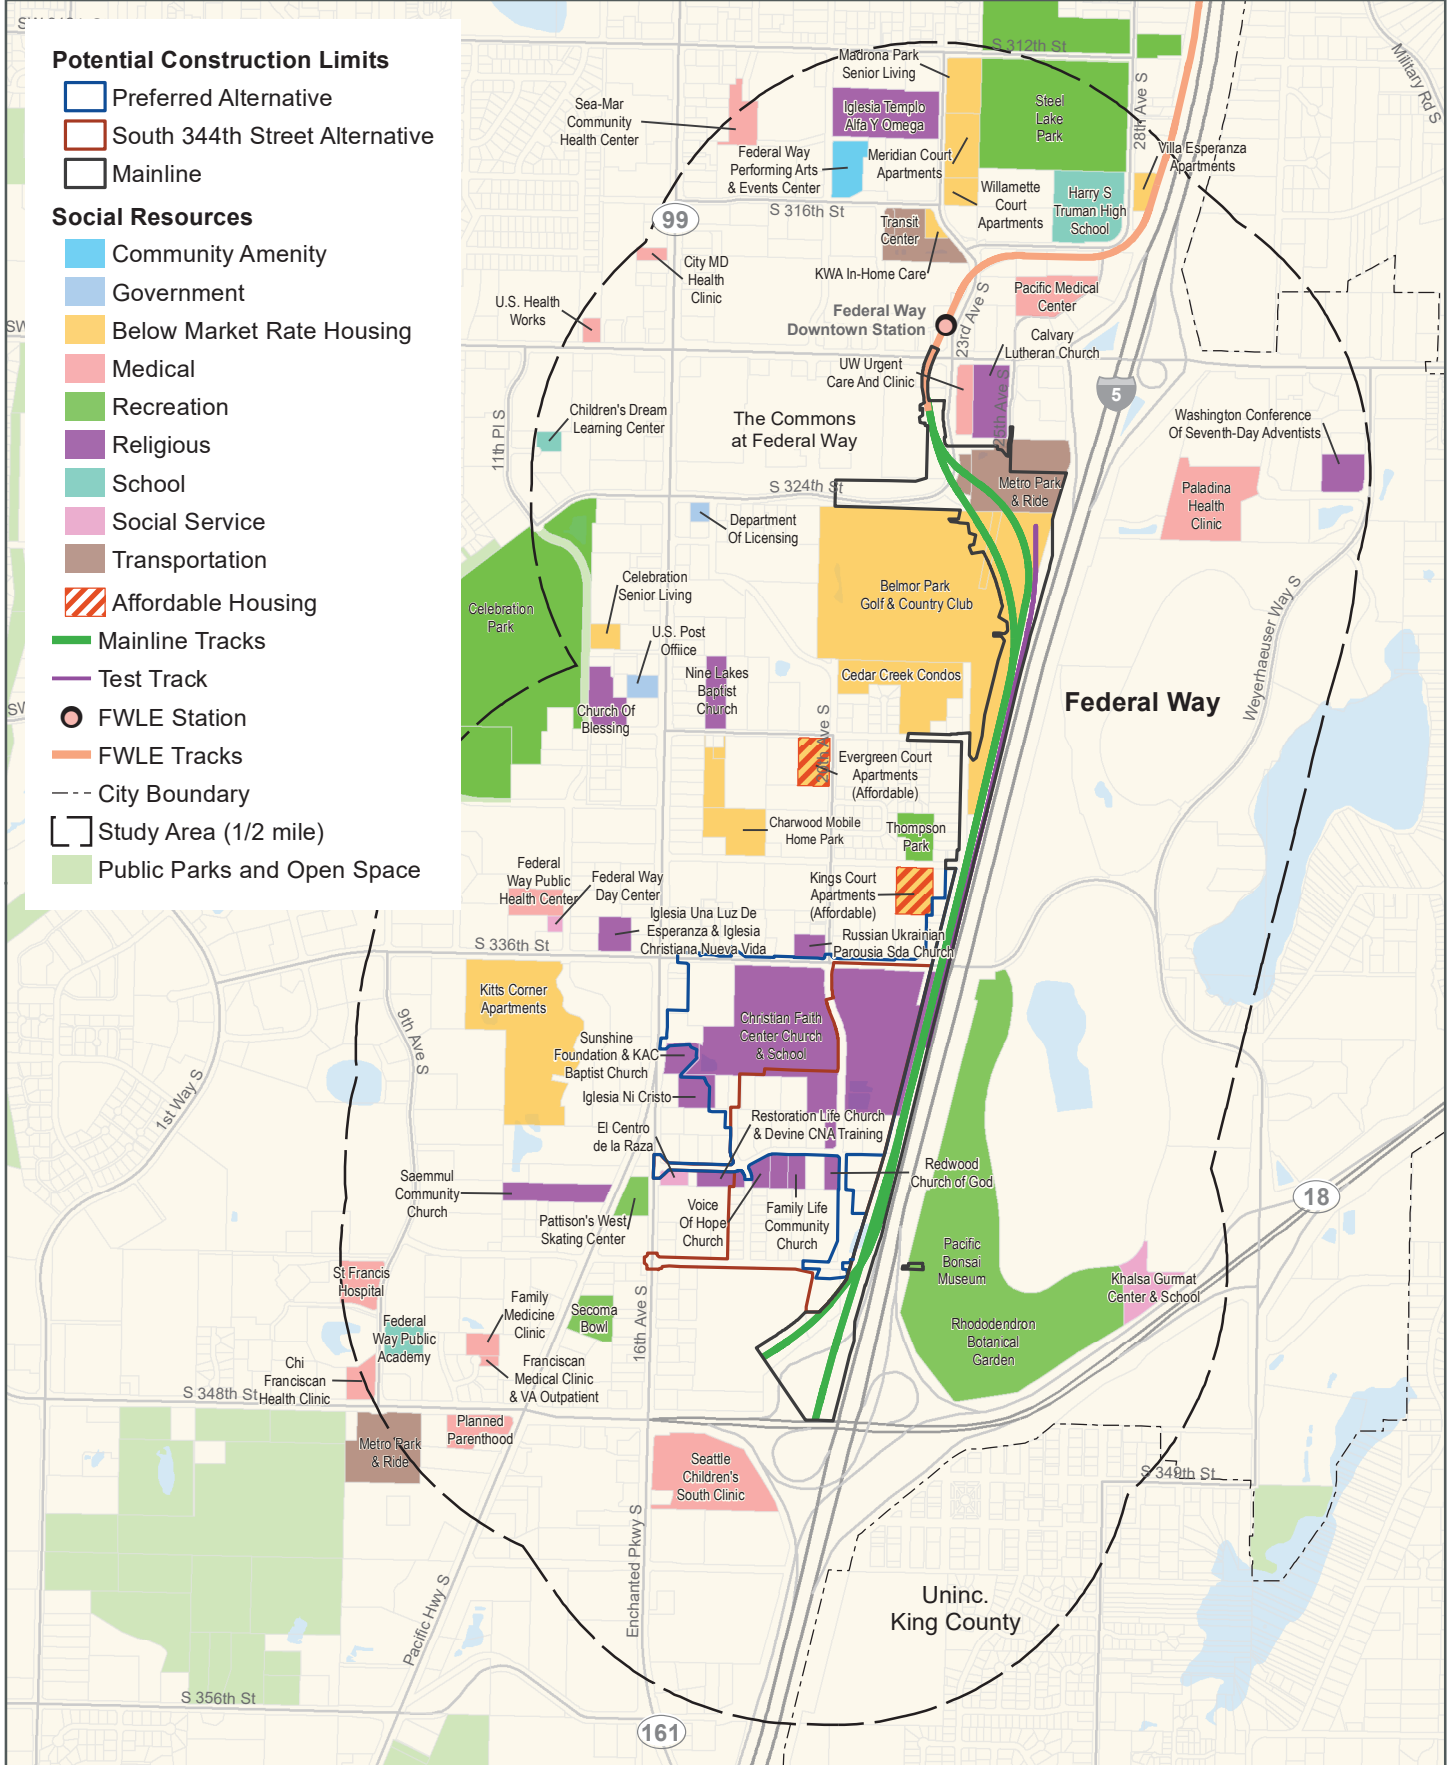 Potential Construction Limits
Preferred Alternative
South 344th Street Alternative
Mainline
Social Resources
Community Amenity
Government
Below Market Rate Housing
Medical
Recreation
Religious
School
Social Service
Transportation
Affordable Housing
Mainline Tracks
Test Track
FWLE Station
FWLE Tracks
City Boundary
Study Area (1/2 mile)
Public Parks and Open Space
S 312th St
Military Rd S
28th Ave S
Madrona Park
Senior Living
Steel
Lake
Park
Sea-Mar
Community
Health Center
Iglesia Templo
Alfa Y Omega
Federal Way
Performing Arts
& Events Center
Meridian Court
Apartments
Villa Esperanza
Apartments
Willamette
Court
Apartments
Harry S
Truman High
School
S 316th St
99
Transit
Center
KWA In-Home Care
City MD
Health
Clinic
Pacific Medical
Center
U.S. Health
Works
Federal Way
Downtown Station
23rd Ave S
Calvary
Lutheran Church
UW Urgent
Care And Clinic
5
25th Ave S
Children's Dream
Learning Center
11th Pl S
The Commons
at Federal Way
Washington Conference
Of Seventh-Day Adventists
S 324th St
Metro Park
& Ride
Paladina
Health
Clinic
Department
Of Licensing
Celebration
Senior Living
Belmor Park
Golf & Country Club
Celebration
Park
U.S. Post
Offiice
Weyerhaeuser Way S
Nine Lakes
Baptist
Church
Cedar Creek Condos
Church Of
Blessing
Federal Way
20th Ave S
Evergreen Court
Apartments
(Affordable)
Charwood Mobile
Home Park
Thompson
Park
Federal
Way Public
Health Center
Federal Way
Day Center
Kings Court
Apartments
(Affordable)
Iglesia Una Luz De
Esperanza & Iglesia
Christiana Nueva Vida
Russian Ukrainian
Parousia Sda Church
S 336th St
Kitts Corner
Apartments
9th Ave S
1st Way S
Christian Faith
Center Church
& School
Sunshine
Foundation & KAC
Baptist Church
Iglesia Ni Cristo
Restoration Life Church
& Devine CNA Training
El Centro
de la Raza
Redwood
Church of God
Saemmul
Community
Church
18
Pattison's West
Skating Center
Voice
Of Hope
Church
Family Life
Community
Church
Pacific
Bonsai
Museum
Khalsa Gurmat
Center & School
St Francis
Hospital
Family
Medicine
Clinic
Secoma
Bowl
16th Ave S
Federal
Way Public
Academy
Rhododendron
Botanical
Garden
Chi
Franciscan
Health Clinic
Franciscan
Medical Clinic
& VA Outpatient
S 348th St
Metro Park
& Ride
Planned
Parenthood
Seattle
Children's
South Clinic
S 349th St
Enchanted Pkwy S
Pacific Hwy S
Uninc.
King County
S 356th St
161